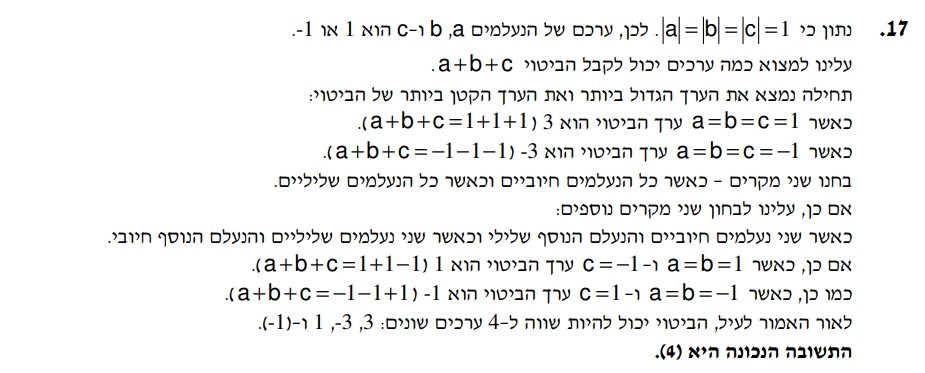 17. נתון כי |a|=|b|=|c|=1. לכן, ערכם של הנעלמים a, b ו-c הוא 1 או 1-.
עלינו למצוא כמה ערכים יכול לקבל הביטוי a+b+c.
תחילה נמצא את הערך הגדול ביותר ואת הערך הקטן ביותר של הביטוי:
כאשר a=b=c=1 ערך הביטוי הוא 3 (a+b+c=1+1+1).
כאשר a=b=c=−1 ערך הביטוי הוא 3- (a+b+c=−1−1−1).
בחנו שני מקרים – כאשר כל הנעלמים חיוביים וכאשר כל הנעלמים שליליים.
אם כן, עלינו לבחון שני מקרים נוספים:
כאשר שני נעלמים חיוביים והנעלם הנוסף שלילי וכאשר שני נעלמים שליליים והנעלם הנוסף חיובי.
אם כן, כאשר a=b=1 ו-c=−1 ערך הביטוי הוא 1 (a+b+c=1+1−1).
כמו כן, כאשר a=b=−1 ו-c=1 ערך הביטוי הוא 1- (a+b+c=−1−1+1).
לאור האמור לעיל, הביטוי יכול להיות שווה ל-4 ערכים שונים: 3, 3-, 1 ו-(1-).
התשובה הנכונה היא (4).